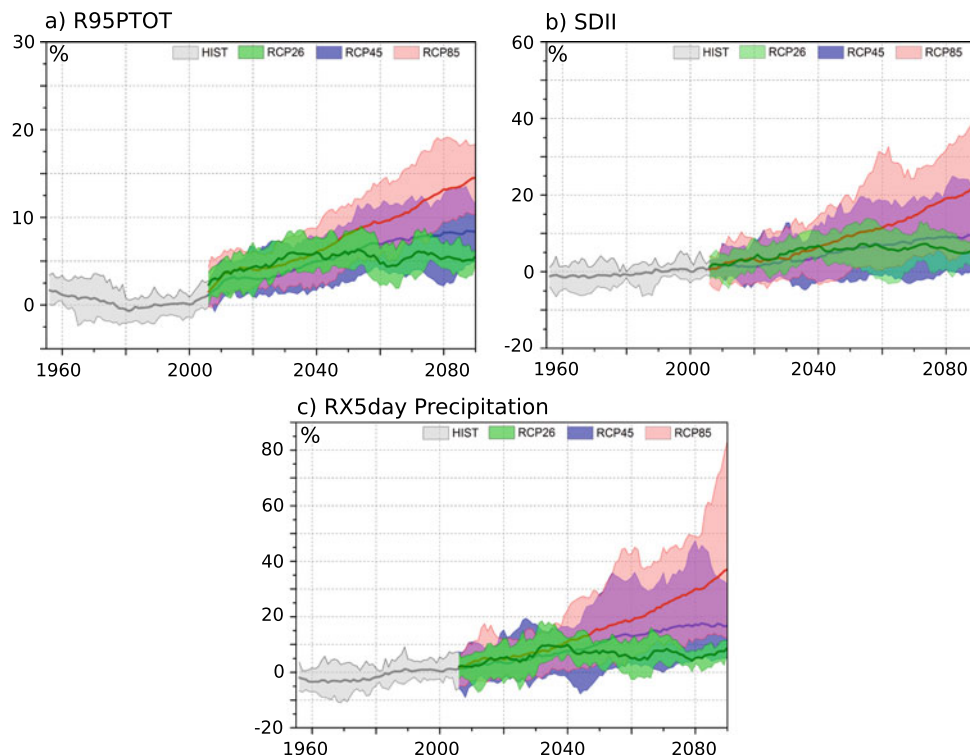 a) R95PTOT
30
%
HIST RCP26 RCP45 RCP85
20
10
0
1960 2000 2040 2080
b) SDII
60
%
HIST RCP26 RCP45 RCP85
40
20
0
-20
1960 2000 2040 2080
c) RX5day Precipitation
%
HIST RCP26 RCP45 RCP85
80
60
40
20
0
-20
1960 2000 2040 2080